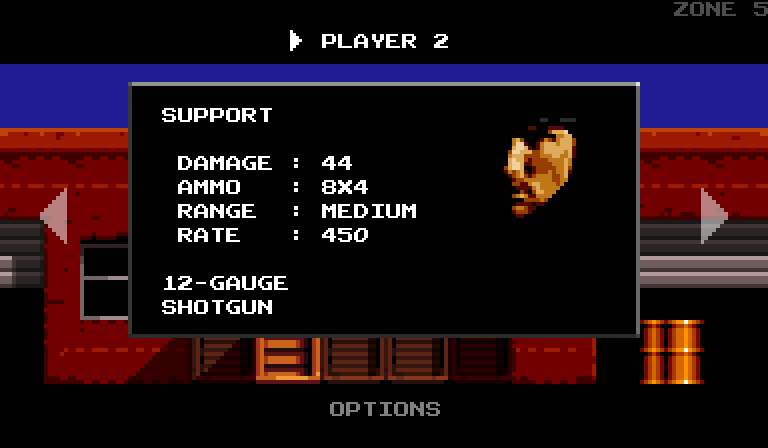 ZONE 5
PLAYER 2
SUPPORT
DAMAGE : 44
AMMO : 8X4
RANGE : MEDIUM
RATE : 450
12-GAUGE
SHOTGUN
OPTIONS